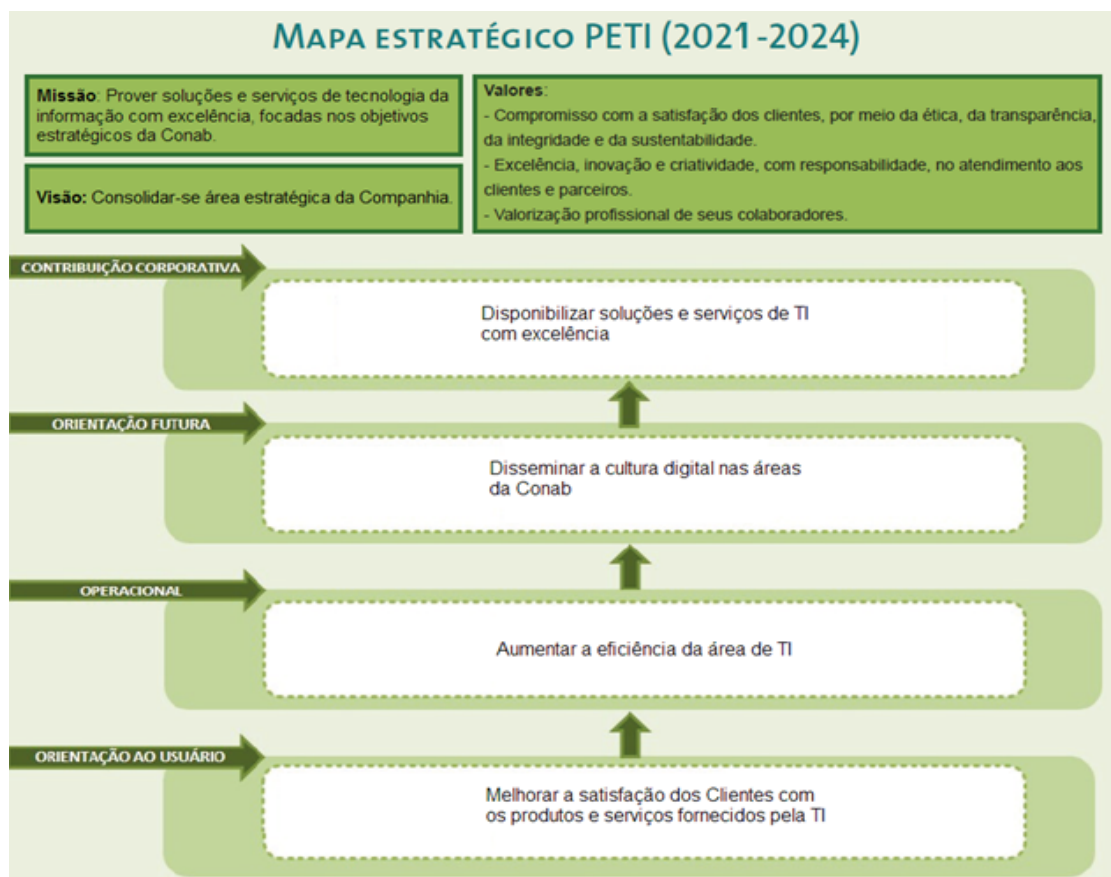 MAPA ESTRATÉGICO PETI (2021-2024)
Missão: Prover soluções e serviços de tecnologia da
informação com excelência, focadas nos objetivos
estratégicos da Conab.
Visão: Consolidar-se área estratégica da Companhia.
Valores:
- Compromisso com a satisfação dos clientes, por meio da ética, da transparência,
da integridade e da sustentabilidade.
- Excelência, inovação e criatividade, com responsabilidade, no atendimento aos
clientes e parceiros.
- Valorização profissional de seus colaboradores.
CONTRIBUIÇÃO CORPORATIVA
Disponibilizar soluções e serviços de TI
com excelência
ORIENTAÇÃO FUTURA
Disseminar a cultura digital nas áreas
da Conab
OPERACIONAL
Aumentar a eficiência da área de TI
ORIENTAÇÃO AO USUÁRIO
Melhorar a satisfação dos Clientes com
os produtos e serviços fornecidos pela TI